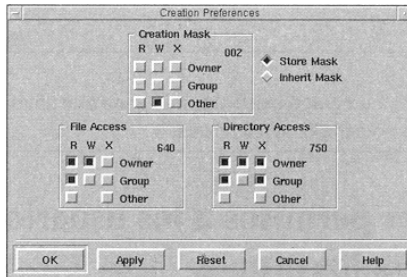 Creation Preferences
Creation Mask
R W X 002
Owner
Group
Other
Store Mask
Inherit Mask
File Access
R W X 640
Owner
Group
Other
Directory Access
R W X 750
Owner
Group
Other
OK Apply Reset Cancel Help